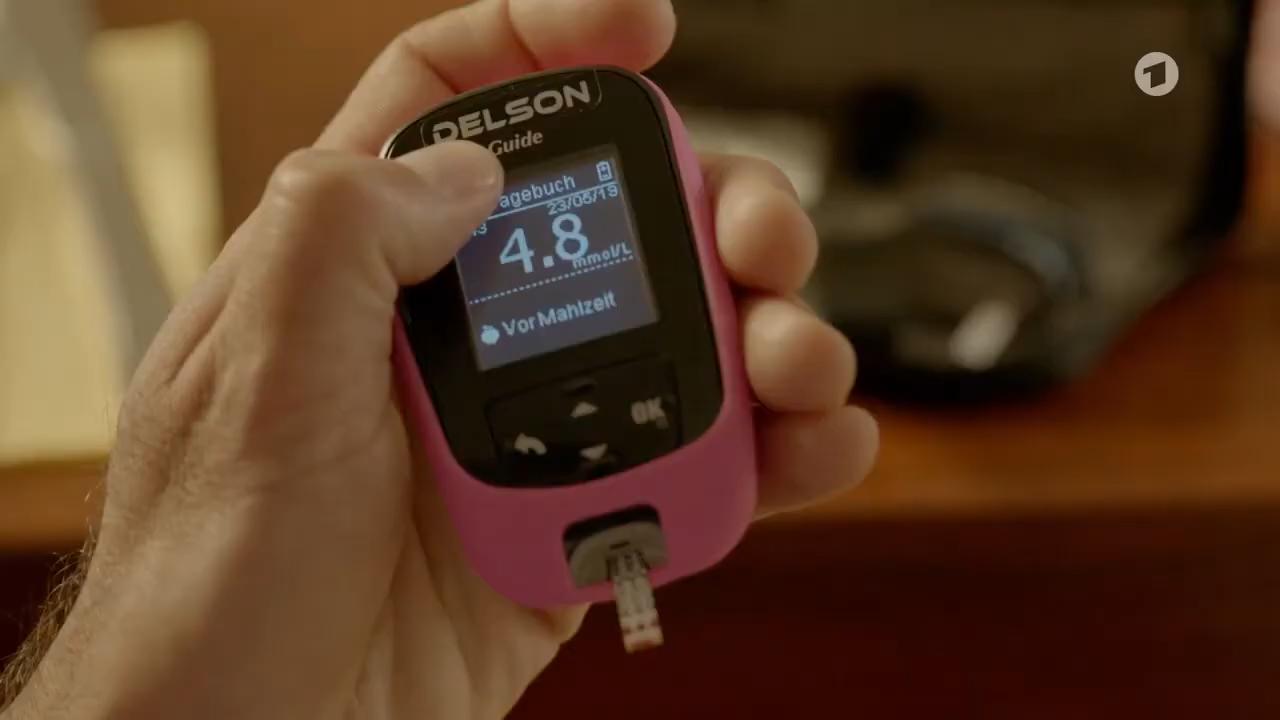 DELSON
Guide
agebuch
23/05/19
4.8
mmol/L
Vor Mahlzeit
OK
1